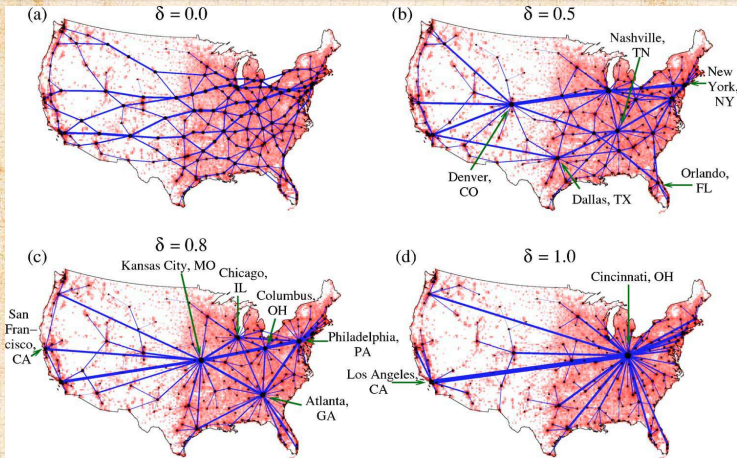 (a)
δ = 0.0
(b)
δ = 0.5
Nashville,
TN
New
York,
NY
Denver,
CO
Dallas, TX
Orlando,
FL
(c)
δ = 0.8
Kansas City, MO
Chicago,
IL
Columbus,
OH
San
Fran–
cisco,
CA
Philadelphia,
PA
Atlanta,
GA
(d)
δ = 1.0
Cincinnati, OH
Los Angeles,
CA